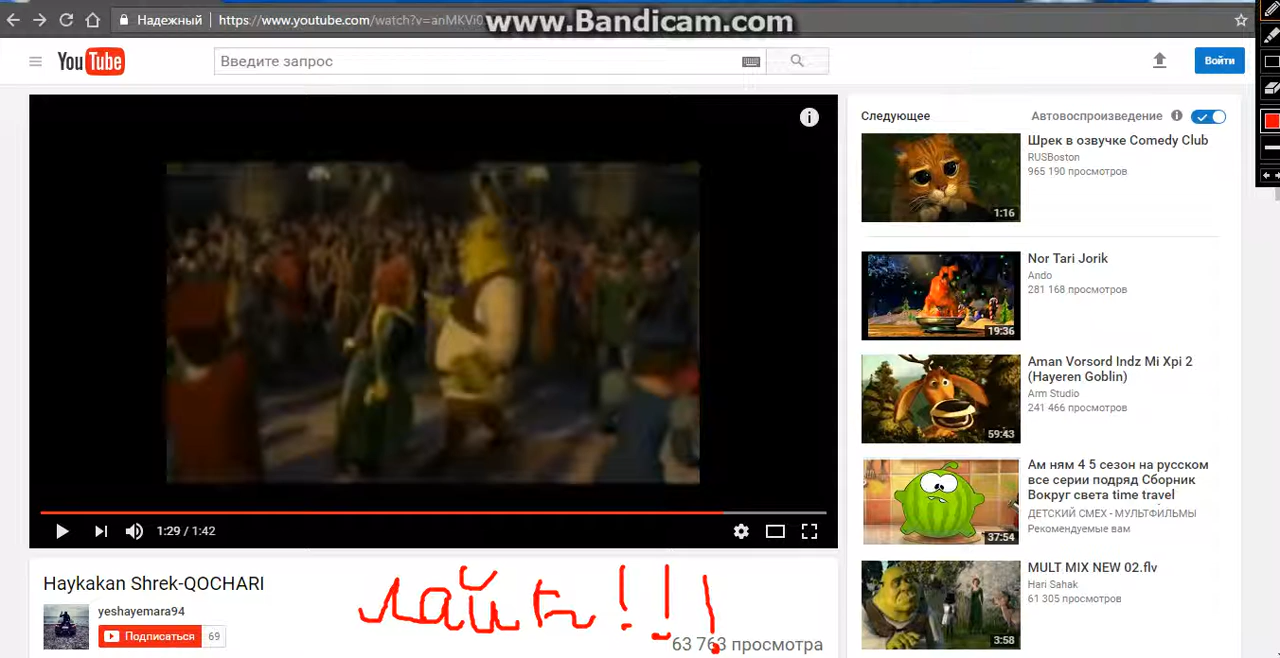 Надежный
https://www.youtube.com/watch?v=anMKVi0
www.Bandicam.com
YouTube
Введите запрос
Войти
Следующее
Автовоспроизведение
Шрек в озвучке Comedy Club
RUSBoston
965 190 просмотров
1:16
Nor Tari Jorik
Ando
281 168 просмотров
19:36
Aman Vorsord Indz Mi Xpi 2
(Hayeren Goblin)
Arm Studio
241 466 просмотров
59:43
Ам ням 4 5 сезон на русском
все серии подряд Сборник
Вокруг света time travel
ДЕТСКИЙ СМЕХ - МУЛЬТФИЛЬМЫ
Рекомендуемые вам
37:54
MULT MIX NEW 02.flv
Hari Sahak
61 305 просмотров
3:58
1:29 / 1:42
Haykakan Shrek-QOCHARI
yeshayemara94
Подписаться 69
лайк!!!
63 763 просмотра